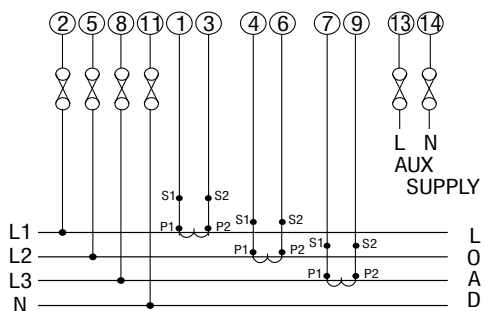 2 5 8 11 1 3 4 6 7 9 13 14
L N
AUX
SUPPLY
S1 S2
S1 S2
P1 P2
L1 L
S1 S2
P1 P2
L2 O
P1 P2
L3 A
N D